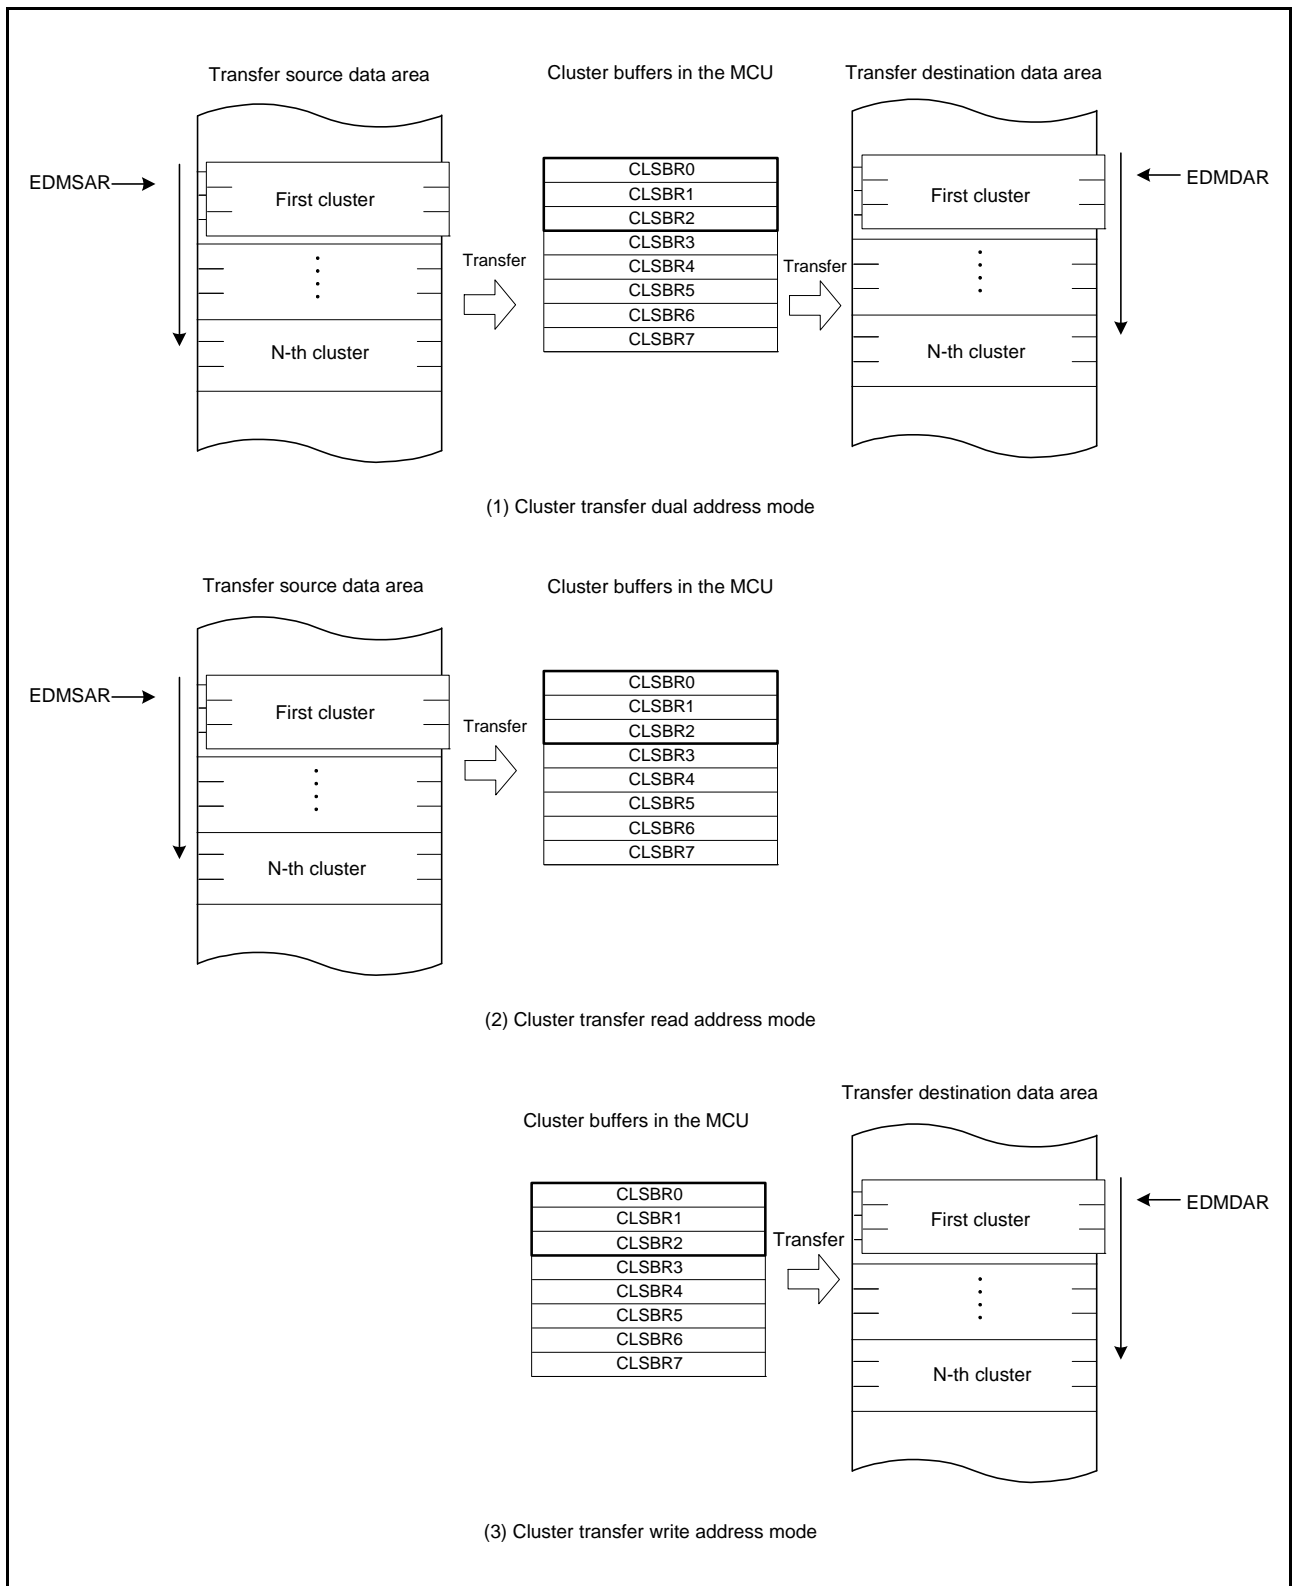 Transfer source data area
Cluster buffers in the MCU
Transfer destination data area
EDMSAR
First cluster
N-th cluster
Transfer
CLSBR0
CLSBR1
CLSBR2
CLSBR3
CLSBR4
CLSBR5
CLSBR6
CLSBR7
Transfer
First cluster
N-th cluster
EDMDAR
(1) Cluster transfer dual address mode
Transfer source data area
Cluster buffers in the MCU
EDMSAR
First cluster
N-th cluster
Transfer
CLSBR0
CLSBR1
CLSBR2
CLSBR3
CLSBR4
CLSBR5
CLSBR6
CLSBR7
(2) Cluster transfer read address mode
Cluster buffers in the MCU
Transfer destination data area
CLSBR0
CLSBR1
CLSBR2
CLSBR3
CLSBR4
CLSBR5
CLSBR6
CLSBR7
Transfer
First cluster
N-th cluster
EDMDAR
(3) Cluster transfer write address mode